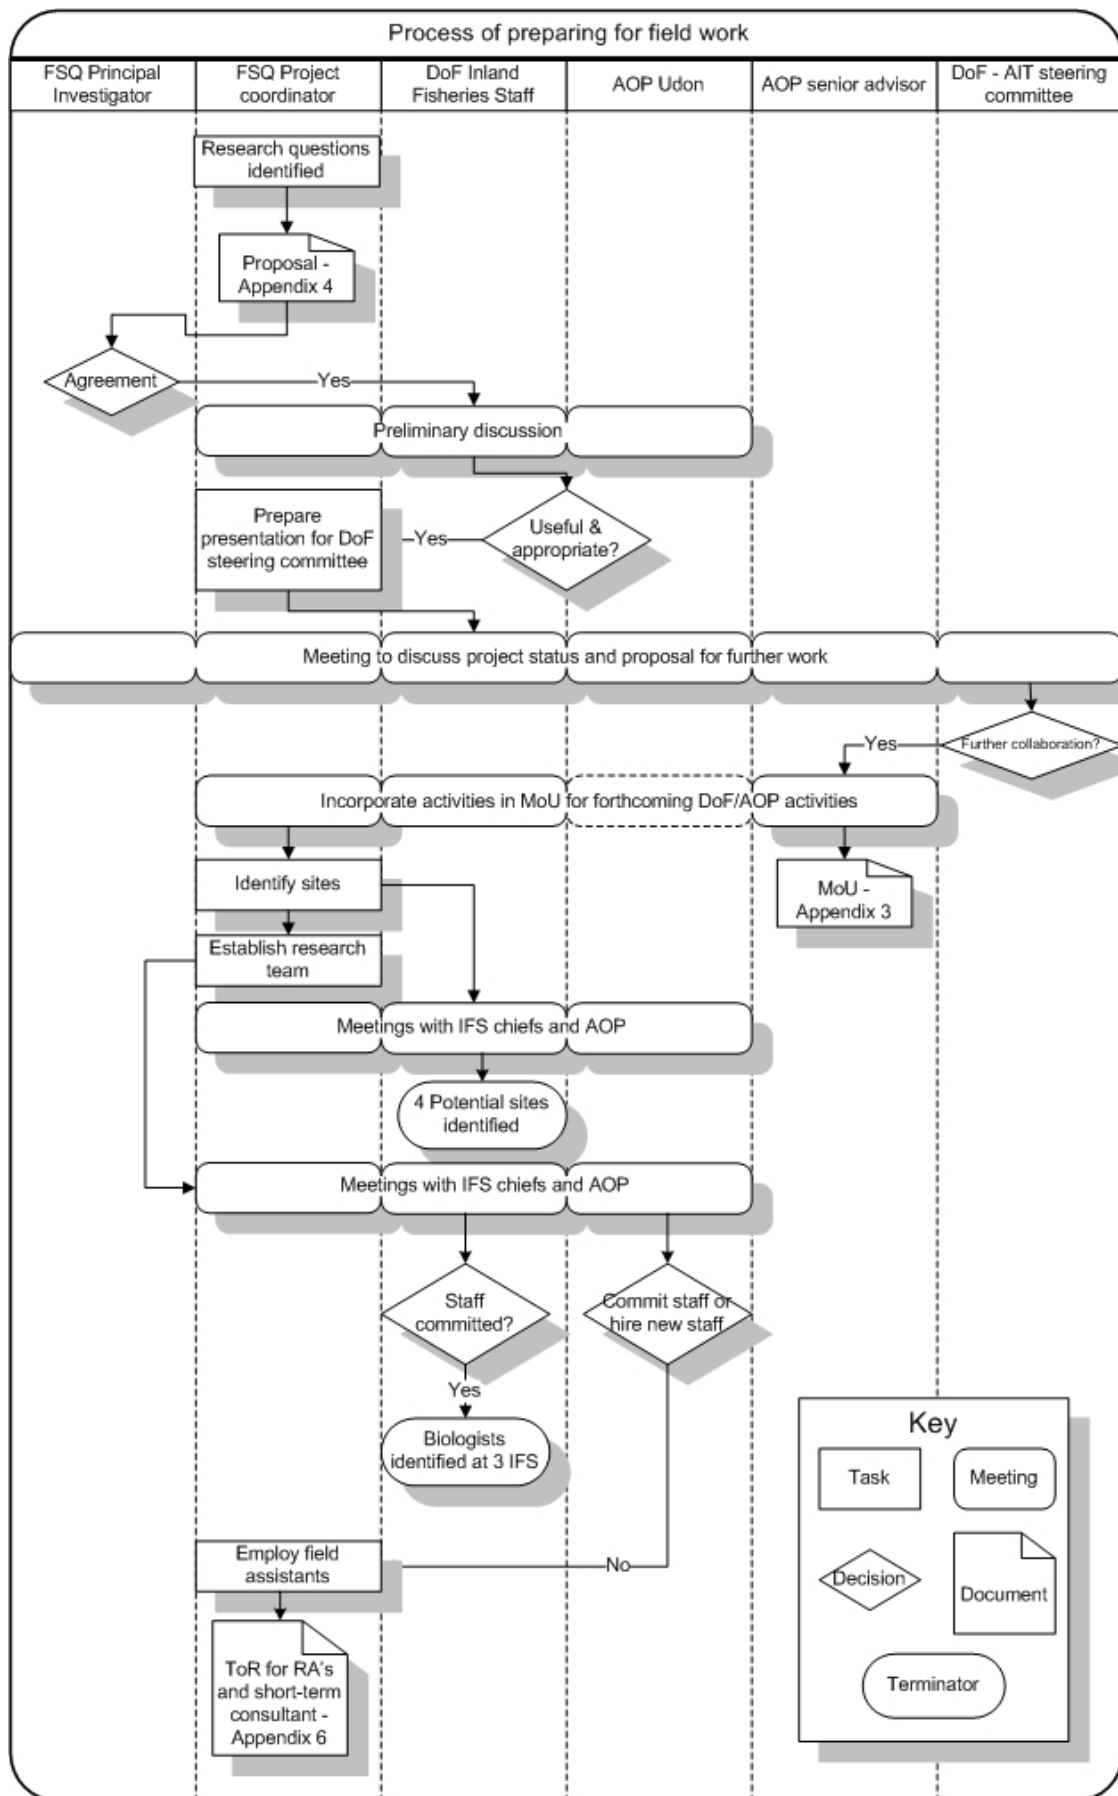 Process of preparing for field work
FSQ Principal
Investigator
FSQ Project
coordinator
DoF Inland
Fisheries Staff
AOP Udon
AOP senior advisor
DoF - AIT steering
committee
Research questions
identified
Proposal -
Appendix 4
Agreement
Yes
Preliminary discussion
Prepare
presentation for DoF
steering committee
Yes
Useful &
appropriate?
Meeting to discuss project status and proposal for further work
Yes
Further collaboration?
Incorporate activities in MoU for forthcoming DoF/AOP activities
Identify sites
MoU -
Appendix 3
Establish research
team
Meetings with IFS chiefs and AOP
4 Potential sites
identified
Meetings with IFS chiefs and AOP
Staff
committed?
Commit staff or
hire new staff
Yes
Biologists
identified at 3 IFS
Employ field
assistants
No
ToR for RA's
and short-term
consultant -
Appendix 6
Key
Task
Meeting
Decision
Document
Terminator